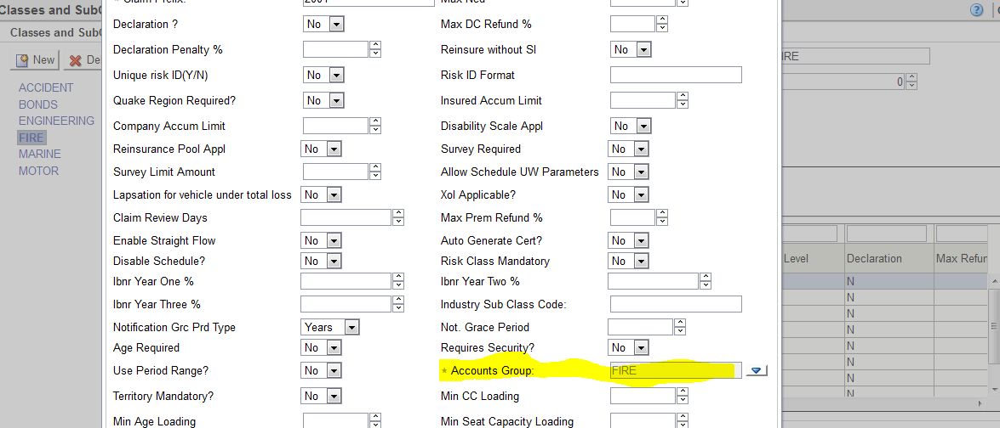 Classes and SubC
* Claim Prefix: 2001 Max Ncd
Classes and SubC
Declaration ? No Max DC Refund %
New Del
Declaration Penalty % Reinsure without SI No
IRE
Unique risk ID(Y/N) No Risk ID Format
0
ACCIDENT
BONDS
ENGINEERING
FIRE
MARINE
MOTOR
Quake Region Required? No Insured Accum Limit
Company Accum Limit Disability Scale Appl No
Reinsurance Pool Appl No Survey Required No
Survey Limit Amount Allow Schedule UW Parameters No
Lapsation for vehicle under total loss No Xol Applicable? No
Claim Review Days Max Prem Refund %
Enable Straight Flow No Auto Generate Cert? No
Disable Schedule? No Risk Class Mandatory No
Level Declaration Max Refun
Ibnr Year One % Ibnr Year Two %
N
Ibnr Year Three % Industry Sub Class Code:
N
N
Notification Grc Prd Type Years Not. Grace Period
N
Age Required No Requires Security? No
N
Use Period Range? No * Accounts Group: FIRE
N
N
Territory Mandatory? No Min CC Loading
N
Min Age Loading Min Seat Capacity Loading